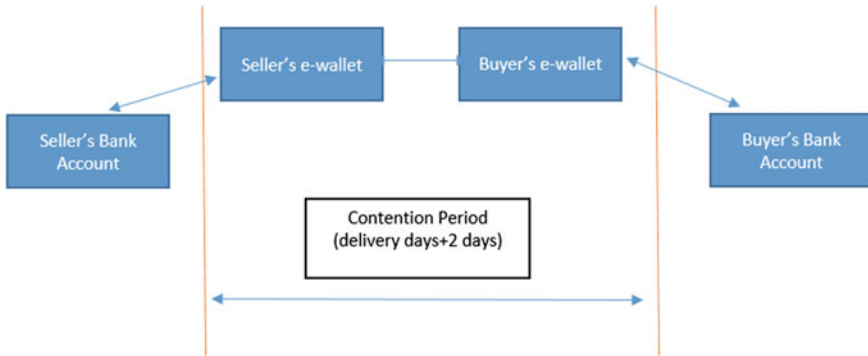 Seller's e-wallet
Buyer's e-wallet
Seller's Bank
Account
Buyer's Bank
Account
Contention Period
(delivery days+2 days)